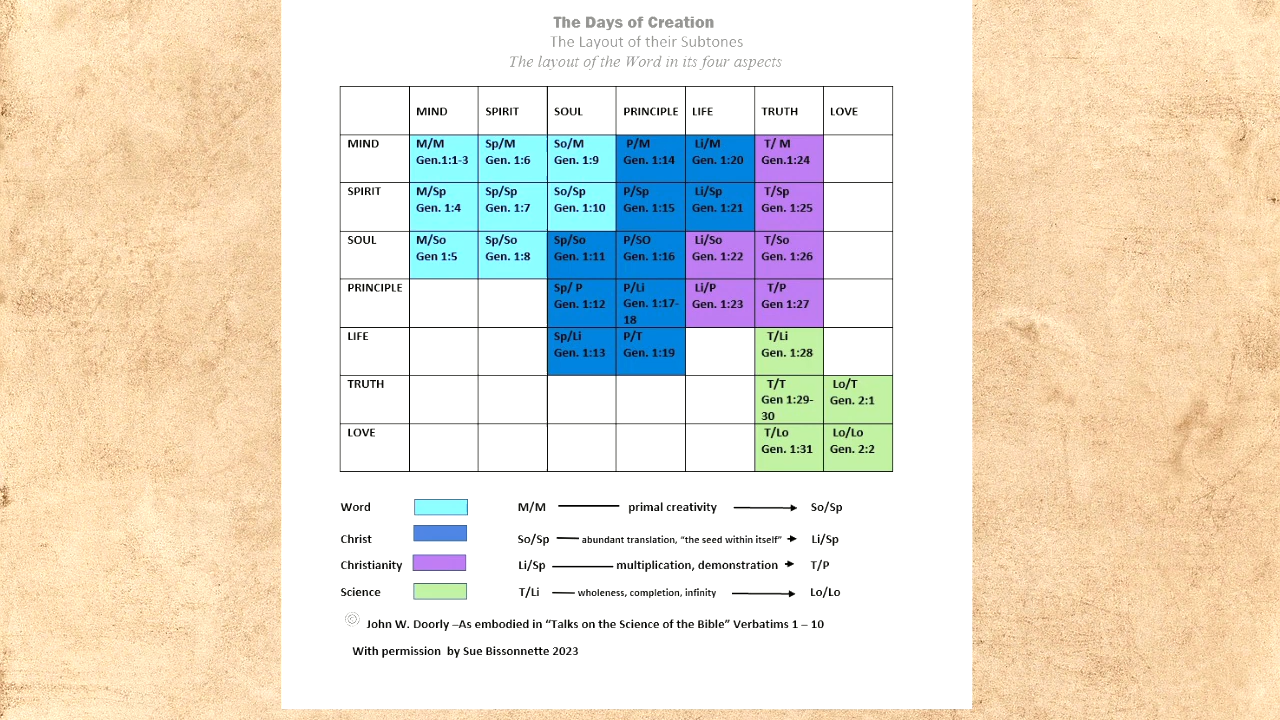 The Days of Creation
The Layout of their Subtones
The layout of the Word in its four aspects
MIND SPIRIT SOUL PRINCIPLE LIFE TRUTH LOVE
MIND M/M Sp/M So/M P/M Li/M T/ M
Gen.1:1-3 Gen. 1:6 Gen. 1:9 Gen. 1:14 Gen. 1:20 Gen.1:24
SPIRIT M/Sp Sp/Sp So/Sp P/Sp Li/Sp T/Sp
Gen. 1:4 Gen. 1:7 Gen. 1:10 Gen. 1:15 Gen. 1:21 Gen. 1:25
SOUL M/So Sp/So Sp/So P/SO Li/So T/So
Gen 1:5 Gen. 1:8 Gen. 1:11 Gen. 1:16 Gen. 1:22 Gen. 1:26
PRINCIPLE Sp/ P P/Li Li/P T/P
Gen. 1:12 Gen. 1:17- Gen. 1:23 Gen 1:27
18
LIFE Sp/Li P/T T/Li
Gen. 1:13 Gen. 1:19 Gen. 1:28
TRUTH T/T Lo/T
Gen 1:29- Gen. 2:1
30
LOVE T/Lo Lo/Lo
Gen. 1:31 Gen. 2:2
Word M/M primal creativity So/Sp
Christ So/Sp abundant translation, “the seed within itself” Li/Sp
Christianity Li/Sp multiplication, demonstration T/P
Science T/Li wholeness, completion, infinity Lo/Lo
John W. Doorly –As embodied in “Talks on the Science of the Bible” Verbatims 1 – 10
With permission by Sue Bissonnette 2023